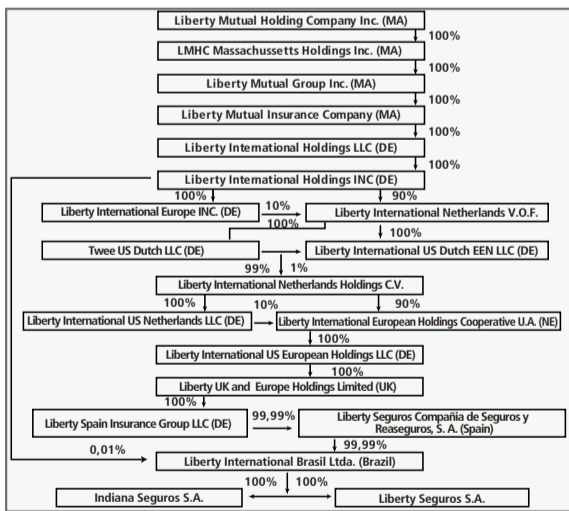 Liberty Mutual Holding Company Inc. (MA)
100%
LMHC Massachussetts Holdings Inc. (MA)
100%
Liberty Mutual Group Inc. (MA)
100%
Liberty Mutual Insurance Company (MA)
100%
Liberty International Holdings LLC (DE)
100%
Liberty International Holdings INC (DE)
100%
90%
Liberty International Europe INC. (DE)
10%
Liberty International Netherlands V.O.F.
100%
100%
Twee US Dutch LLC (DE)
Liberty International US Dutch EEN LLC (DE)
99%
1%
Liberty International Netherlands Holdings C.V.
100%
10%
90%
Liberty International US Netherlands LLC (DE)
Liberty International European Holdings Cooperative U.A. (NE)
100%
Liberty International US European Holdings LLC (DE)
100%
Liberty UK and Europe Holdings Limited (UK)
100%
Liberty Spain Insurance Group LLC (DE)
99,99%
Liberty Seguros Compañia de Seguros y
Reaseguros, S. A. (Spain)
0,01%
99,99%
Liberty International Brasil Ltda. (Brazil)
100%
100%
Indiana Seguros S.A.
Liberty Seguros S.A.